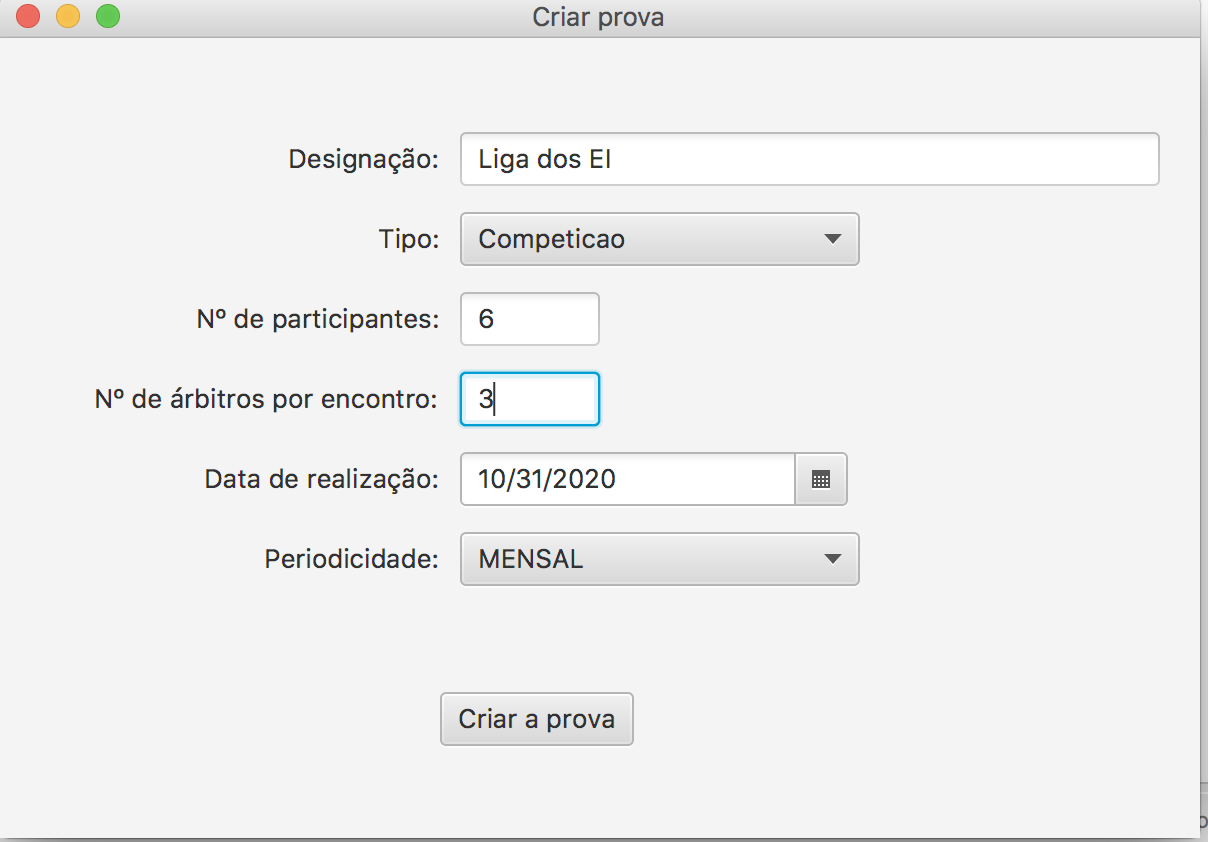 Criar prova
Designação: Liga dos EI
Tipo: Competicao
Nº de participantes: 6
Nº de árbitros por encontro: 3
Data de realização: 10/31/2020
Periodicidade: MENSAL
Criar a prova